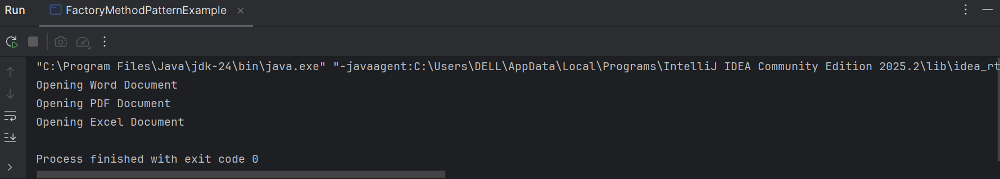 Run FactoryMethodPatternExample
"C:\Program Files\Java\jdk-24\bin\java.exe" "-javaagent:C:\Users\DELL\AppData\Local\Programs\IntelliJ IDEA Community Edition 2025.2\lib\idea_rt
Opening Word Document
Opening PDF Document
Opening Excel Document
Process finished with exit code 0